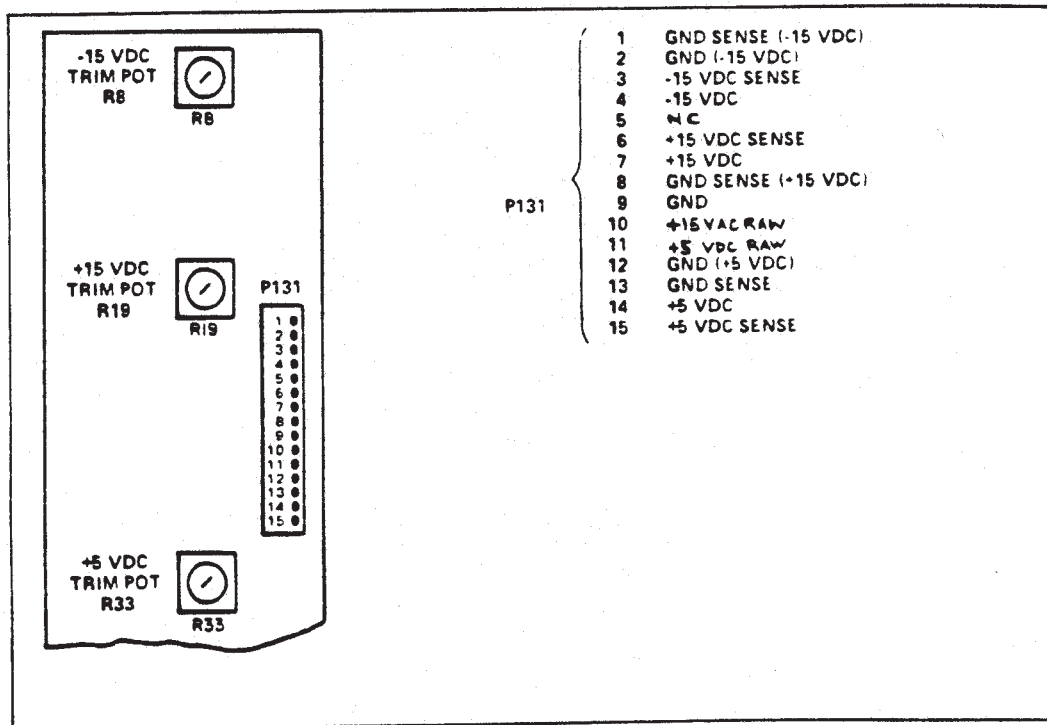 -15 VDC
TRIM POT
R8
R8
+15 VDC
TRIM POT
R19
R19
P131
1
2
3
4
5
6
7
8
9
10
11
12
13
14
15
+5 VDC
TRIM POT
R33
R33
P131
1 GND SENSE (-15 VDC)
2 GND (-15 VDC)
3 -15 VDC SENSE
4 -15 VDC
5 NC
6 +15 VDC SENSE
7 +15 VDC
8 GND SENSE (+15 VDC)
9 GND
10 +15 VAC RAW
11 +5 VDC RAW
12 GND (+5 VDC)
13 GND SENSE
14 +5 VDC
15 +5 VDC SENSE